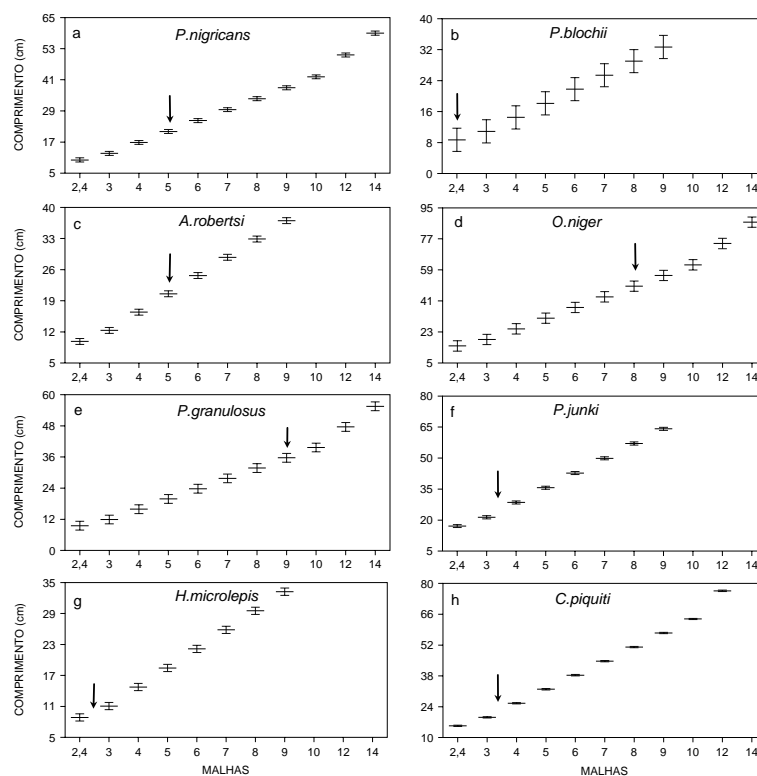 a
P.nigricans
COMPRIMENTO (cm)
65
53
41
29
17
5
2,4 3 4 5 6 7 8 9 10 12 14
b
P.blochii
40
32
24
16
8
0
2,4 3 4 5 6 7 8 9 10 12 14
c
A.robertsi
COMPRIMENTO (cm)
40
33
26
19
12
5
2,4 3 4 5 6 7 8 9 10 12 14
d
O.niger
95
77
59
41
23
5
2,4 3 4 5 6 7 8 9 10 12 14
e
P.granulosus
COMPRIMENTO (cm)
60
48
36
24
12
0
2,4 3 4 5 6 7 8 9 10 12 14
f
P.junki
80
65
50
35
20
5
2,4 3 4 5 6 7 8 9 10 12 14
g
H.microlepis
COMPRIMENTO (cm)
35
29
23
17
11
5
2,4 3 4 5 6 7 8 9 10 12 14
MALHAS
h
C.piquiti
80
66
52
38
24
10
2,4 3 4 5 6 7 8 9 10 12 14
MALHAS